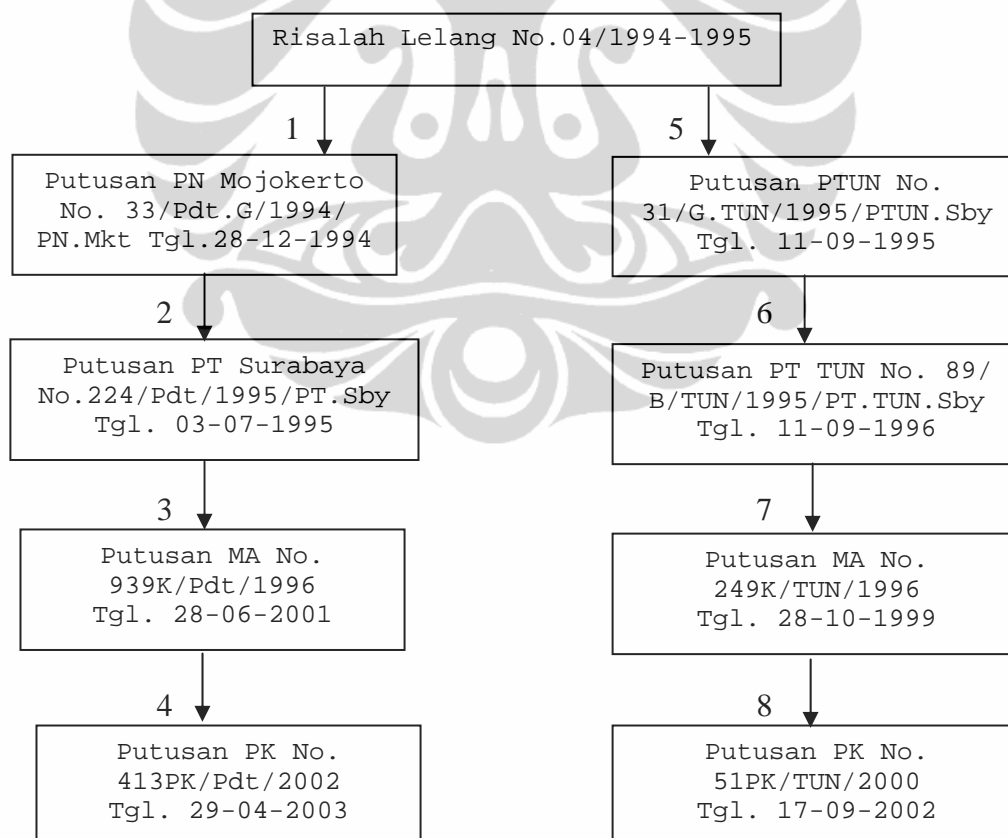 Risalah Lelang No.04/1994-1995
1
Putusan PN Mojokerto
No. 33/Pdt.G/1994/
PN.Mkt Tgl.28-12-1994
2
Putusan PT Surabaya
No.224/Pdt/1995/PT.Sby
Tgl. 03-07-1995
3
Putusan MA No.
939K/Pdt/1996
Tgl. 28-06-2001
4
Putusan PK No.
413PK/Pdt/2002
Tgl. 29-04-2003
5
Putusan PTUN No.
31/G.TUN/1995/PTUN.Sby
Tgl. 11-09-1995
6
Putusan PT TUN No. 89/
B/TUN/1995/PT.TUN.Sby
Tgl. 11-09-1996
7
Putusan MA No.
249K/TUN/1996
Tgl. 28-10-1999
8
Putusan PK No.
51PK/TUN/2000
Tgl. 17-09-2002